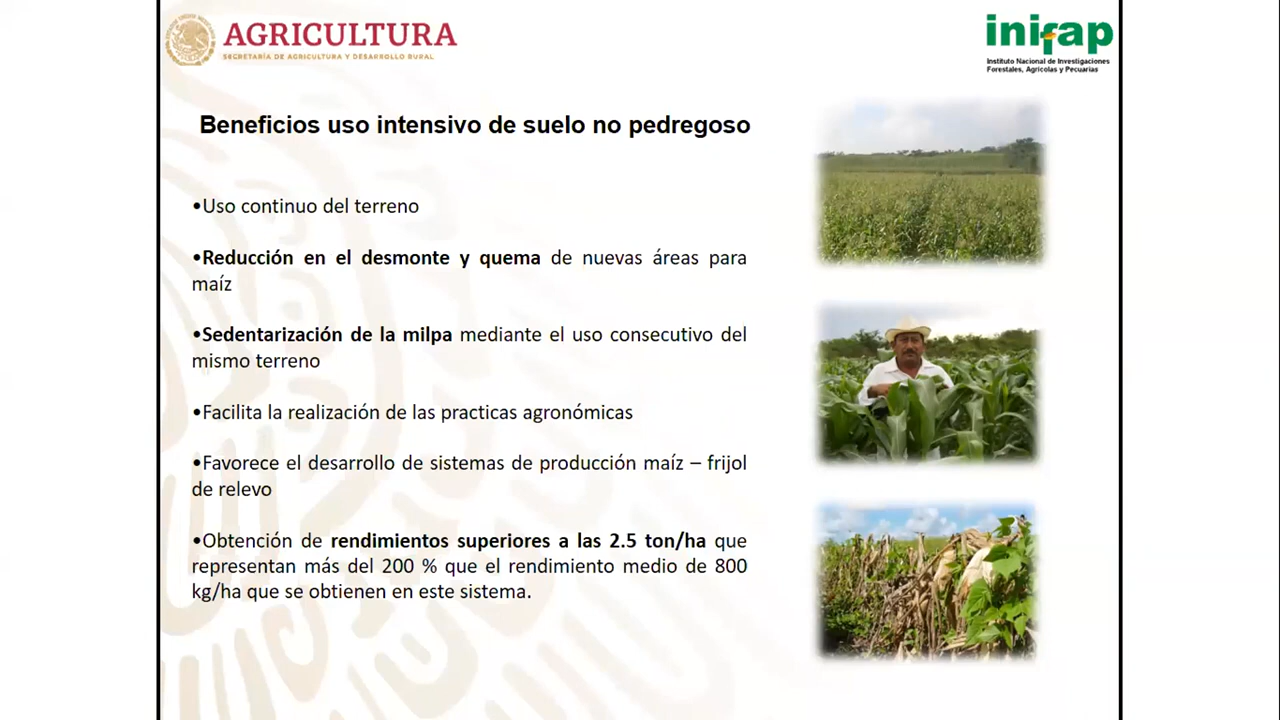 AGRICULTURA
SECRETARÍA DE AGRICULTURA Y DESARROLLO RURAL
inifap
Instituto Nacional de Investigaciones
Forestales, Agrícolas y Pecuarias
Beneficios uso intensivo de suelo no pedregoso
•Uso continuo del terreno
•Reducción en el desmonte y quema de nuevas áreas para
maíz
•Sedentarización de la milpa mediante el uso consecutivo del
mismo terreno
•Facilita la realización de las practicas agronómicas
•Favorece el desarrollo de sistemas de producción maíz – frijol
de relevo
•Obtención de rendimientos superiores a las 2.5 ton/ha que
representan más del 200 % que el rendimiento medio de 800
kg/ha que se obtienen en este sistema.